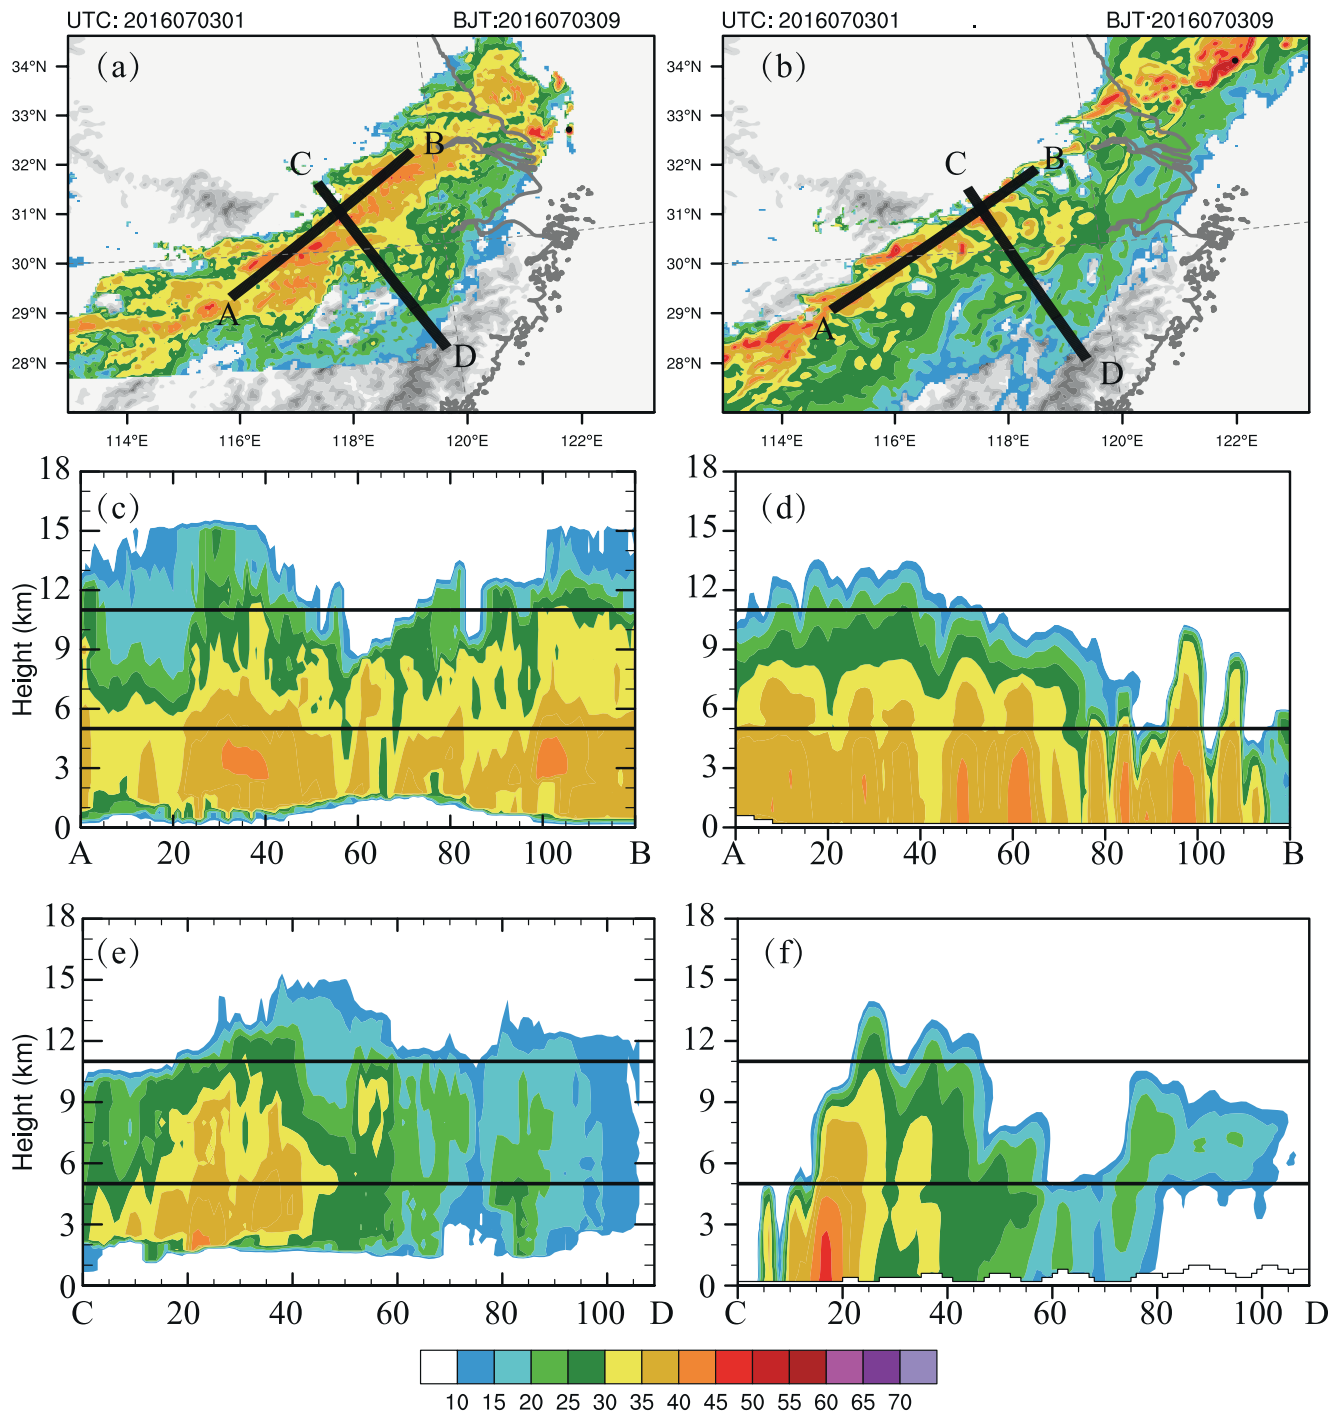 UTC: 2016070301 BJT:2016070309
UTC: 2016070301 . BJT:2016070309
(a)
34°N
33°N
32°N
31°N
30°N
29°N
28°N
C
B
A
D
114°E 116°E 118°E 120°E 122°E
(b)
34°N
33°N
32°N
31°N
30°N
29°N
28°N
C
B
A
D
114°E 116°E 118°E 120°E 122°E
(c)
Height (km)
18
15
12
9
6
3
0
A 20 40 60 80 100 B
(d)
18
15
12
9
6
3
0
A 20 40 60 80 100 B
(e)
Height (km)
18
15
12
9
6
3
0
C 20 40 60 80 100 D
(f)
18
15
12
9
6
3
0
C 20 40 60 80 100 D
10 15 20 25 30 35 40 45 50 55 60 65 70